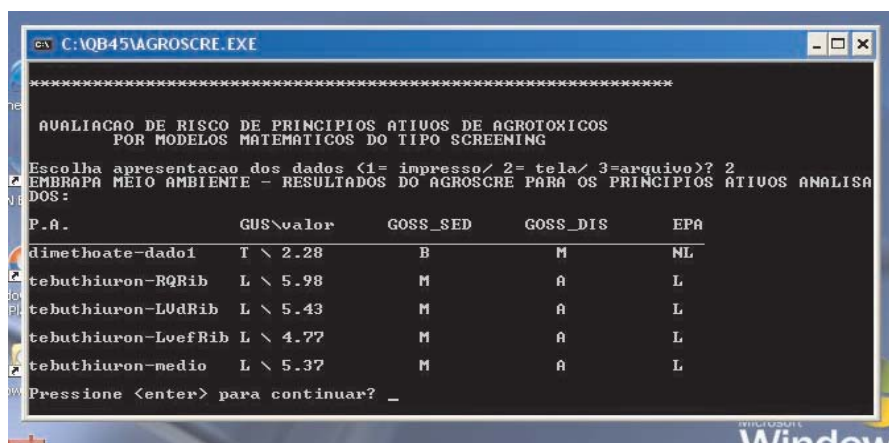 C:\QB45\AGROSCRE.EXE
*************************************************************
AVALIACAO DE RISCO DE PRINCIPIOS ATIVOS DE AGROTOXICOS
POR MODELOS MATEMATICOS DO TIPO SCREENING
Escolha apresentacao dos dados (1= impresso/ 2= tela/ 3=arquivo)? 2
EMBRAPA MEIO AMBIENTE - RESULTADOS DO AGROSCRE PARA OS PRINCIPIOS ATIVOS ANALISA
DOS:
P.A. GUS\valor GOSS_SED GOSS_DIS EPA
dimethoate-dado1 T \ 2.28 B M NL
tebuthiuron-RQRib L \ 5.98 M A L
tebuthiuron-LVdRib L \ 5.43 M A L
tebuthiuron-LvefRib L \ 4.77 M A L
tebuthiuron-medio L \ 5.37 M A L
Pressione <enter> para continuar? _
Microsoft